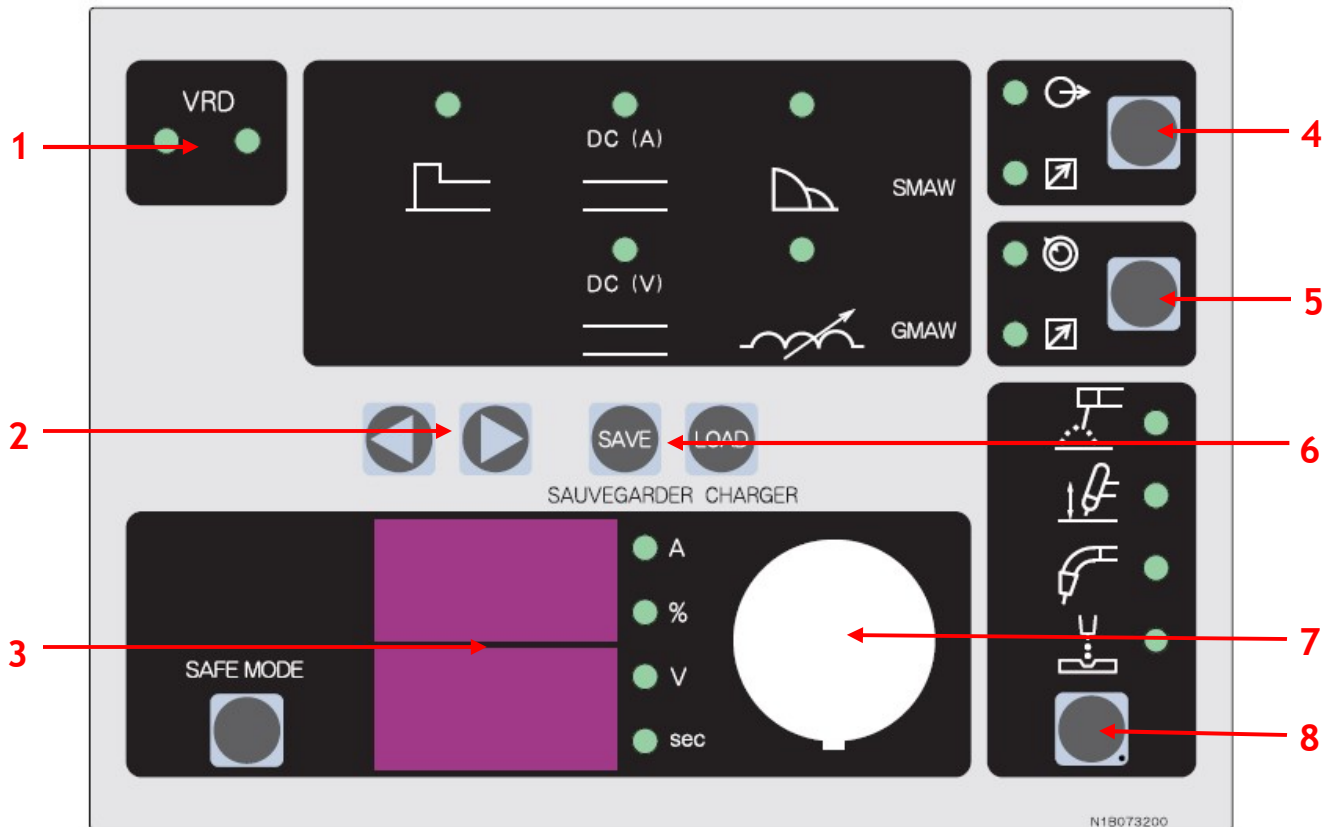 VRD
DC (A)
SMAW
DC (V)
GMAW
SAVE LOAD
SAUVEGARDER CHARGER
A
%
V
sec
SAFE MODE
N1B073200
1
2
3
4
5
6
7
8